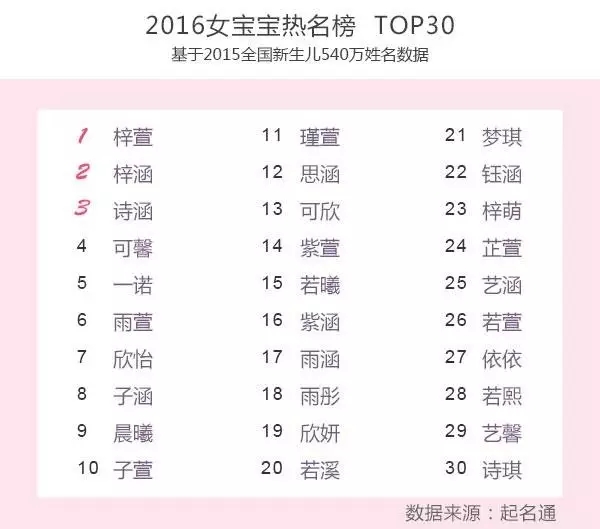 2016女宝宝热名榜 TOP30
基于2015全国新生儿540万姓名数据
1 梓萱 11 瑾萱 21 梦琪
2 梓涵 12 思涵 22 钰涵
3 诗涵 13 可欣 23 梓萌
4 可馨 14 紫萱 24 芷萱
5 一诺 15 若曦 25 艺涵
6 雨萱 16 紫涵 26 若萱
7 欣怡 17 雨涵 27 依依
8 子涵 18 雨彤 28 若熙
9 晨曦 19 欣妍 29 艺馨
10 子萱 20 若溪 30 诗琪
数据来源：起名通